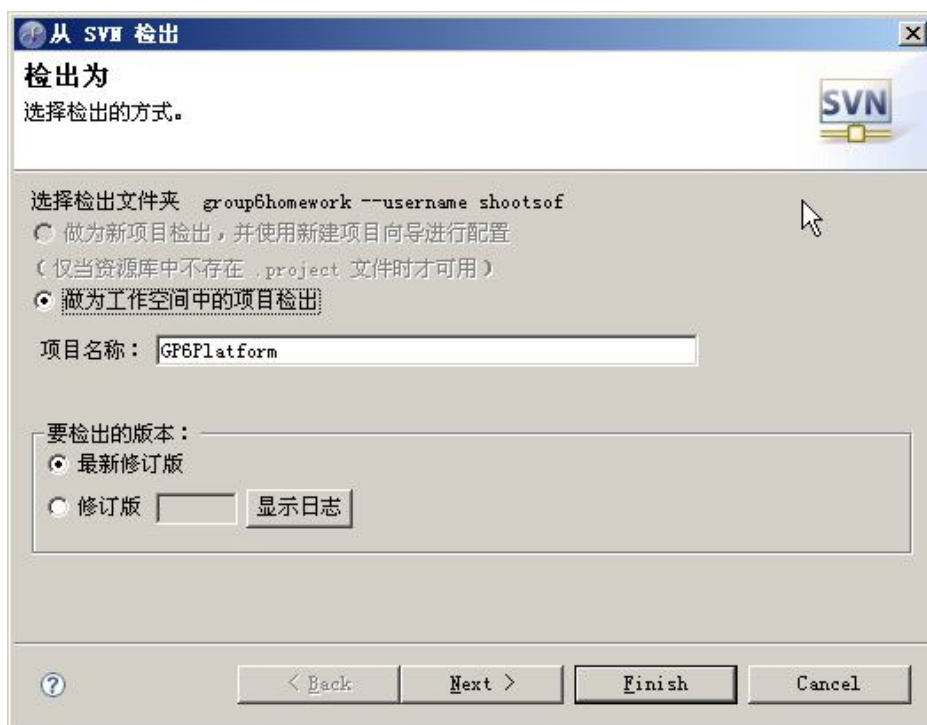 从 SVN 检出
检出为
选择检出的方式。
SVN
选择检出文件夹 group6homework --username shootsof
做为新项目检出，并使用新建项目向导进行配置
（仅当资源库中不存在 .project 文件时才可用）
做为工作空间中的项目检出
项目名称： GP6Platform
要检出的版本：
最新修订版
修订版 显示日志
? < Back Next > Finish Cancel